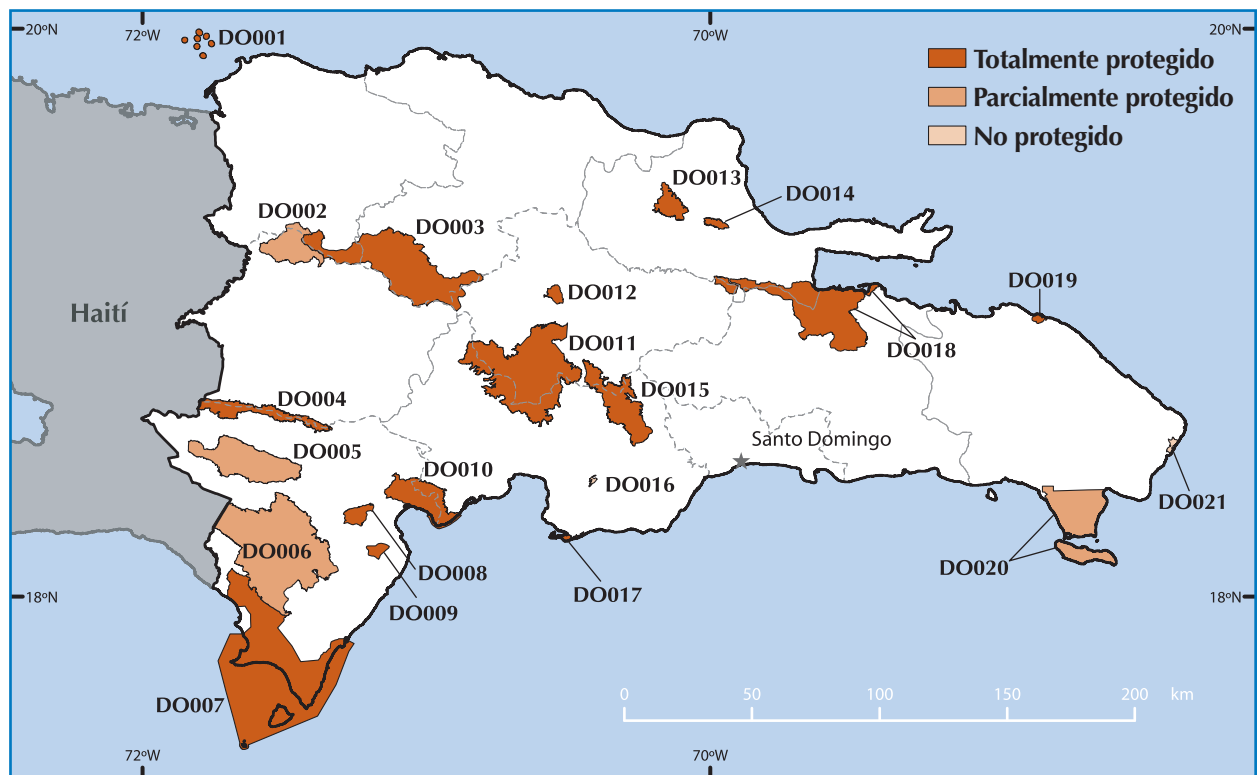 20ºN
72ºW
DO001
70ºW
20ºN
Totalmente protegido
Parcialmente protegido
No protegido
DO013
DO014
DO002
DO003
Haití
DO012
DO019
DO011
DO018
DO015
DO004
Santo Domingo
DO005
DO010
DO016
DO021
DO006
DO008
DO020
DO009
DO017
18ºN
18ºN
DO007
0
50
100
150
200
km
72ºW
70ºW